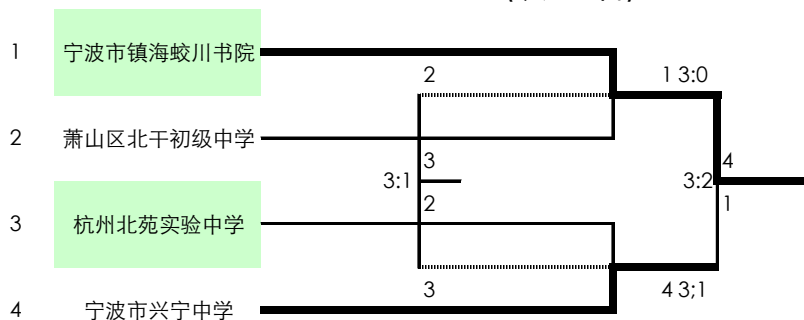 1 宁波市镇海蛟川书院
2 1 3:0
2 萧山区北干初级中学
3 4
3:1 3:2
2 1
3 杭州北苑实验中学
3 4 3;1
4 宁波市兴宁中学